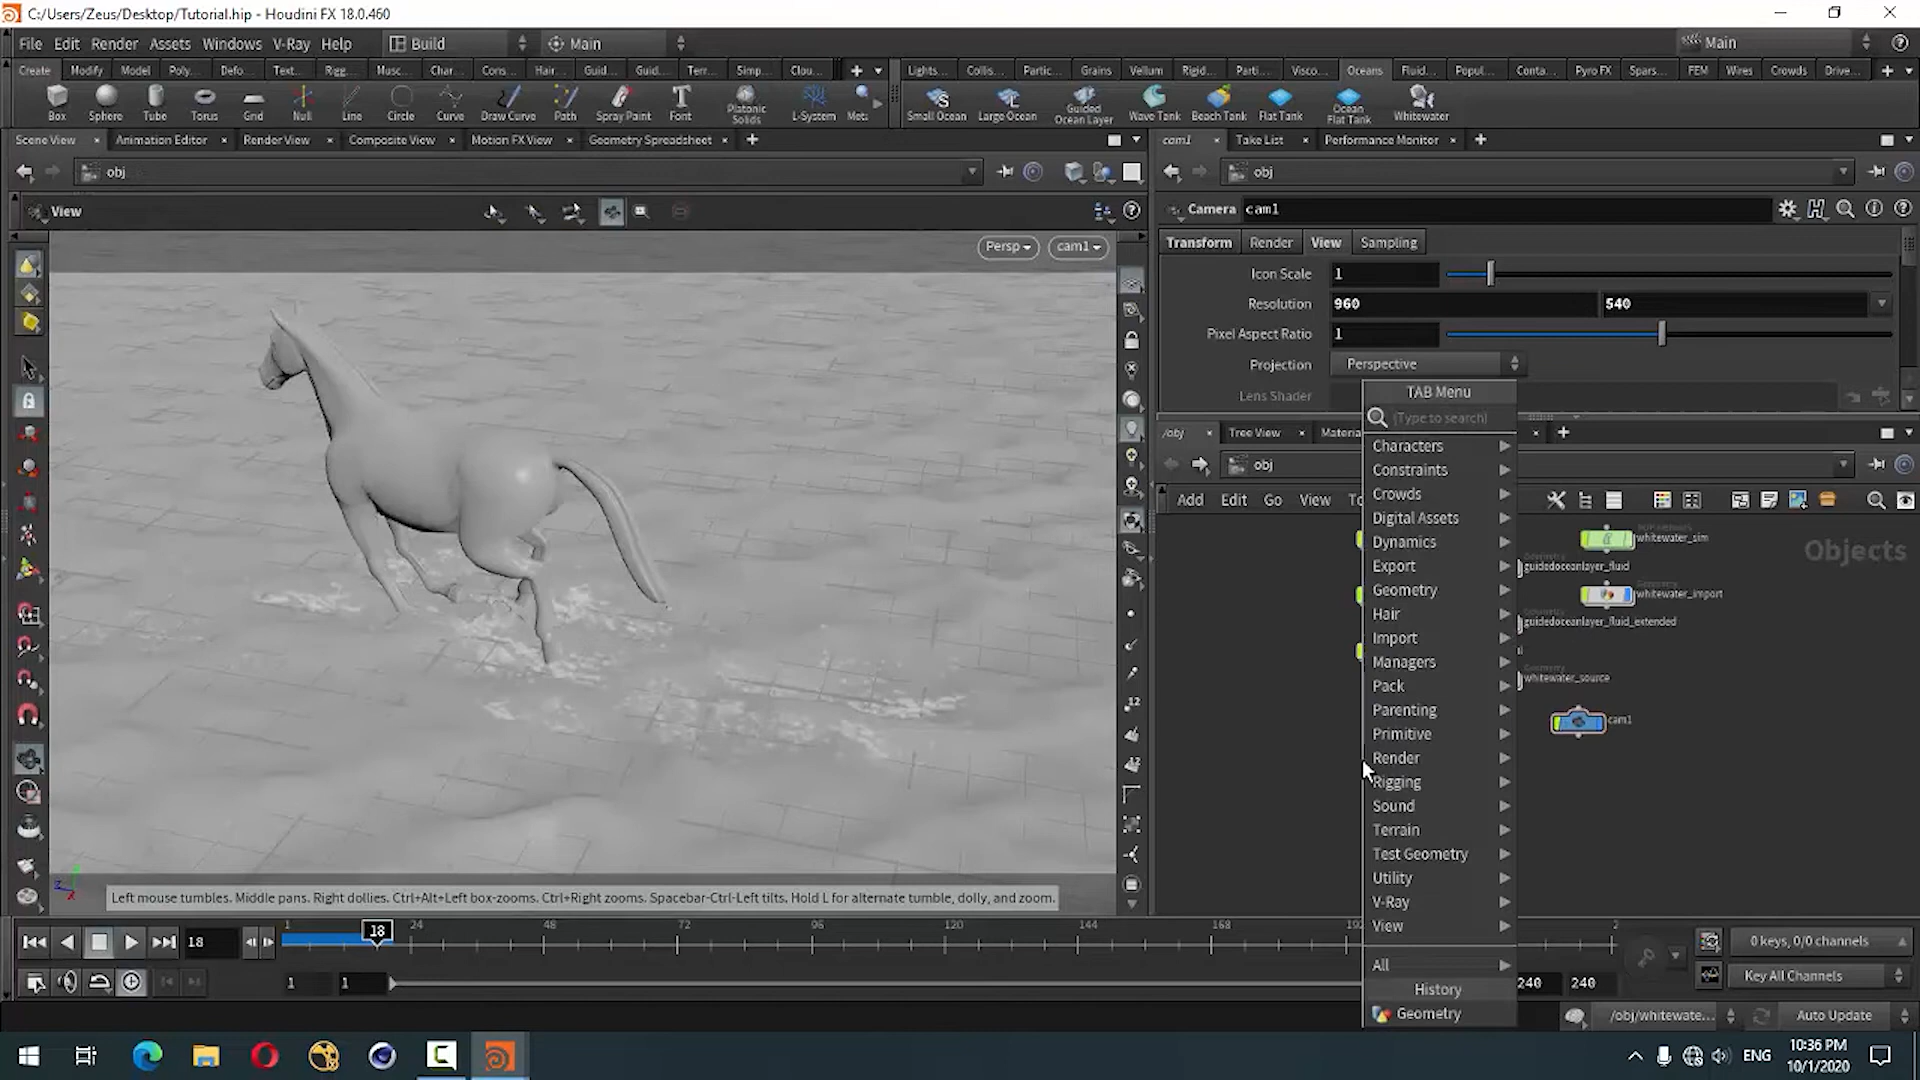 C:/Users/Zeus/Desktop/Tutorial.hip - Houdini FX 18.0.460
File Edit Render Assets Windows V-Ray Help Build Main Main
Create Modify Model Poly... Defo... Text... Rigg... Musc... Char... Cons... Hair... Guid... Guid... Terr... Simp... Clou... Lights... Collis... Partic... Grains Vellum Rigid... Parti... Visco... Oceans Fluid... Popul... Conta... Pyro FX Spars... FEM Wires Crowds Drive...
Box Sphere Tube Torus Grid Null Line Circle Curve Draw Curve Path Spray Paint Font Platonic Solids L-System Meta Small Ocean Large Ocean Guided Ocean Layer Wave Tank Beach Tank Flat Tank Ocean Flat Tank Whitewater
Scene View Animation Editor Render View Composite View Motion FX View Geometry Spreadsheet cam1 Take List Performance Monitor
obj obj
View Camera cam1
Persp cam1 Transform Render View Sampling
Icon Scale 1
Resolution 960 540
Pixel Aspect Ratio 1
Projection Perspective
Lens Shader
TAB Menu
(Type to search)
Characters
Constraints
Crowds
Digital Assets
Dynamics
Export
Geometry
Hair
Import
Managers
Pack
Parenting
Primitive
Render
Rigging
Sound
Terrain
Test Geometry
Utility
V-Ray
View
All
History
Geometry
/obj Tree View Materia
obj
Add Edit Go View To
Objects
whitewater_sim
Geometry
guidedoceanlayer_fluid
Geometry
whitewater_import
Geometry
guidedoceanlayer_fluid_extended
Geometry
whitewater_source
cam1
Left mouse tumbles. Middle pans. Right dollies. Ctrl+Alt+Left box-zooms. Ctrl+Right zooms. Spacebar-Ctrl-Left tilts. Hold L for alternate tumble, dolly, and zoom.
18 1 18 24 48 72 96 120 144 168 192 2 0 keys, 0/0 channels
1 1 240 240 Key All Channels
/obj/whitewate... Auto Update
ENG 10:36 PM
10/1/2020